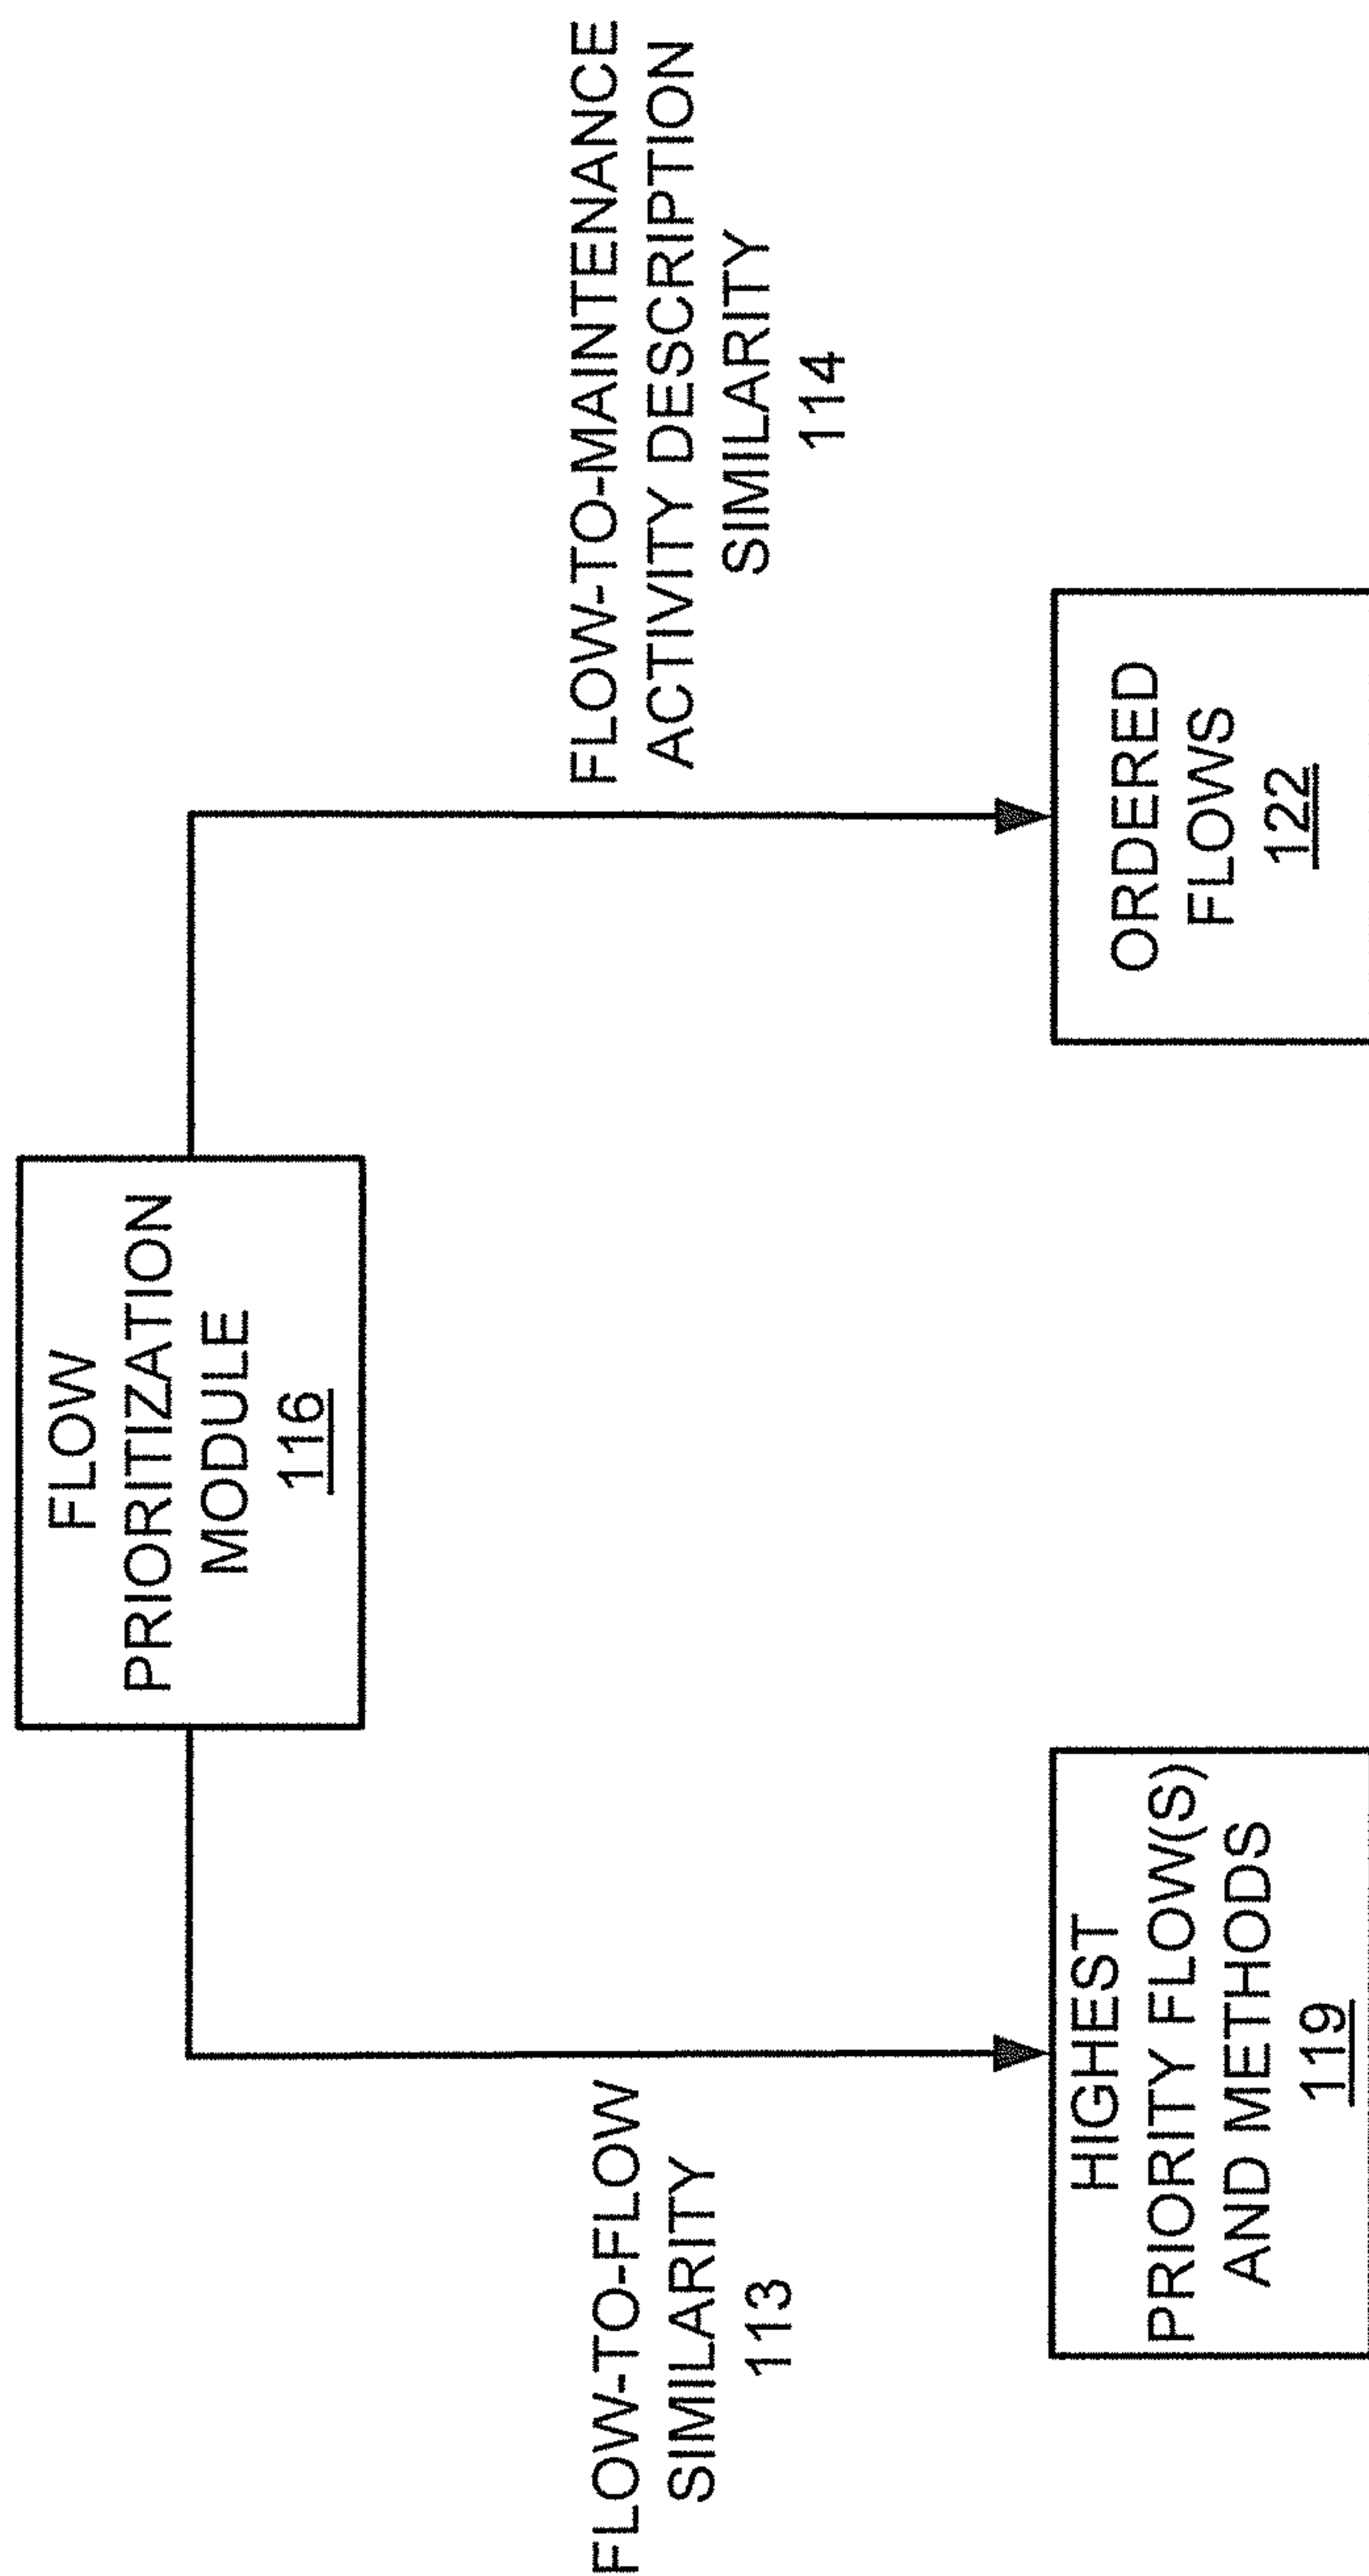 FLOW
PRIORITIZATION
MODULE
116
FLOW-TO-FLOW
SIMILARITY
113
FLOW-TO-MAINTENANCE
ACTIVITY DESCRIPTION
SIMILARITY
114
HIGHEST
PRIORITY FLOW(S)
AND METHODS
119
ORDERED
FLOWS
122